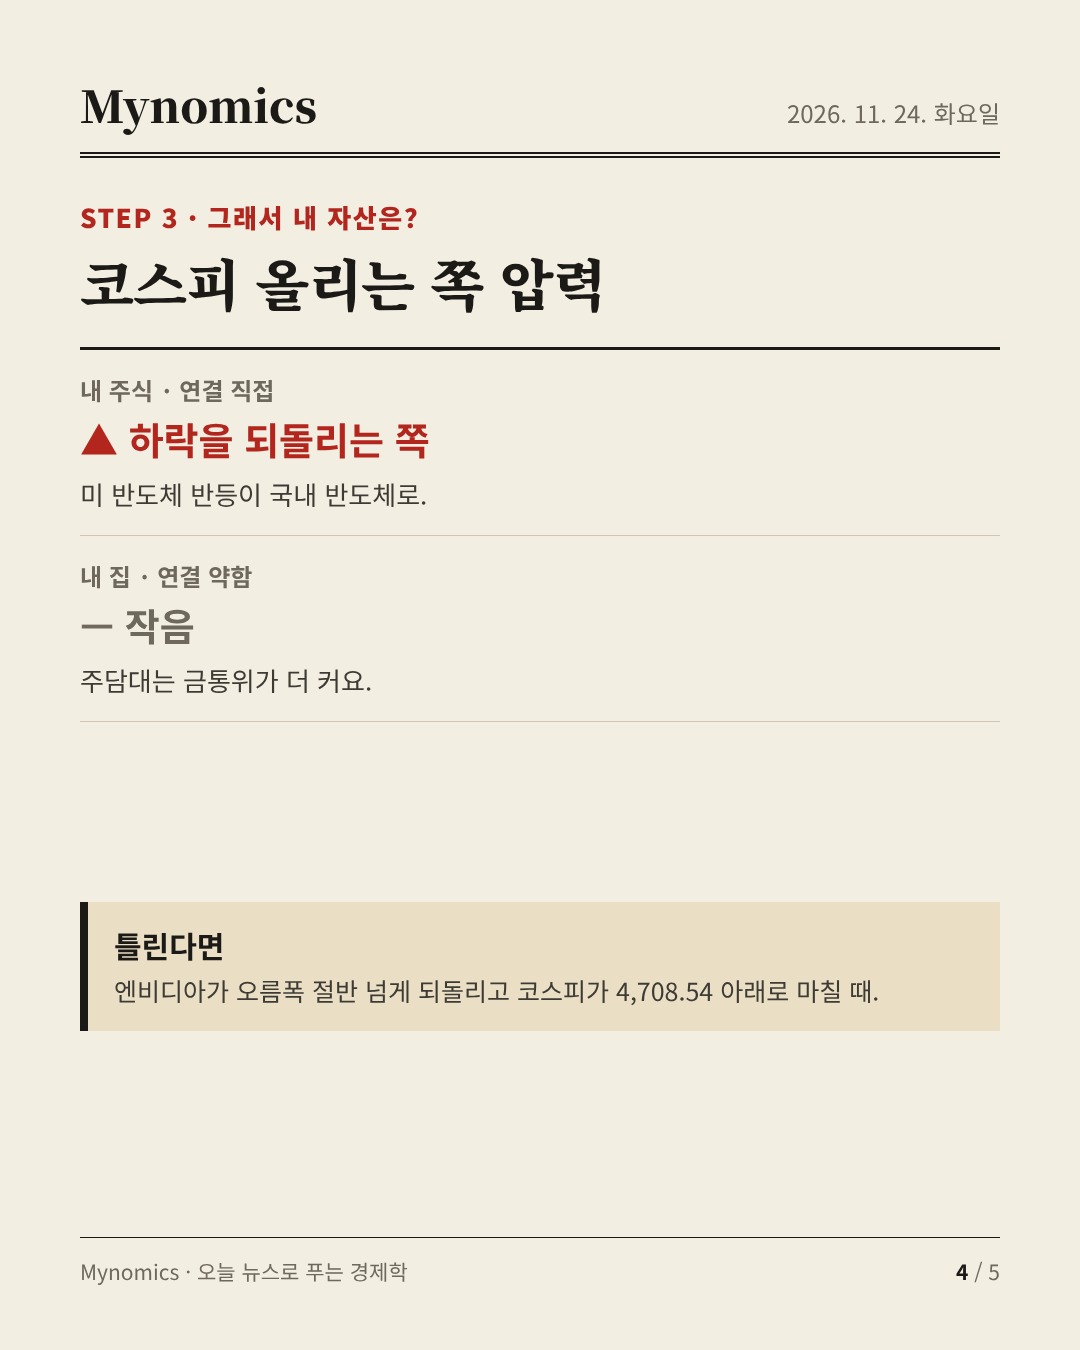 Mynomics
2026. 11. 24. 화요일
STEP 3 · 그래서 내 자산은?
코스피 올리는 쪽 압력
내 주식 · 연결 직접
▲ 하락을 되돌리는 쪽
미 반도체 반등이 국내 반도체로.
내 집 · 연결 약함
— 작음
주담대는 금통위가 더 커요.
틀린다면
엔비디아가 오름폭 절반 넘게 되돌리고 코스피가 4,708.54 아래로 마칠 때.
Mynomics · 오늘 뉴스로 푸는 경제학
4 / 5